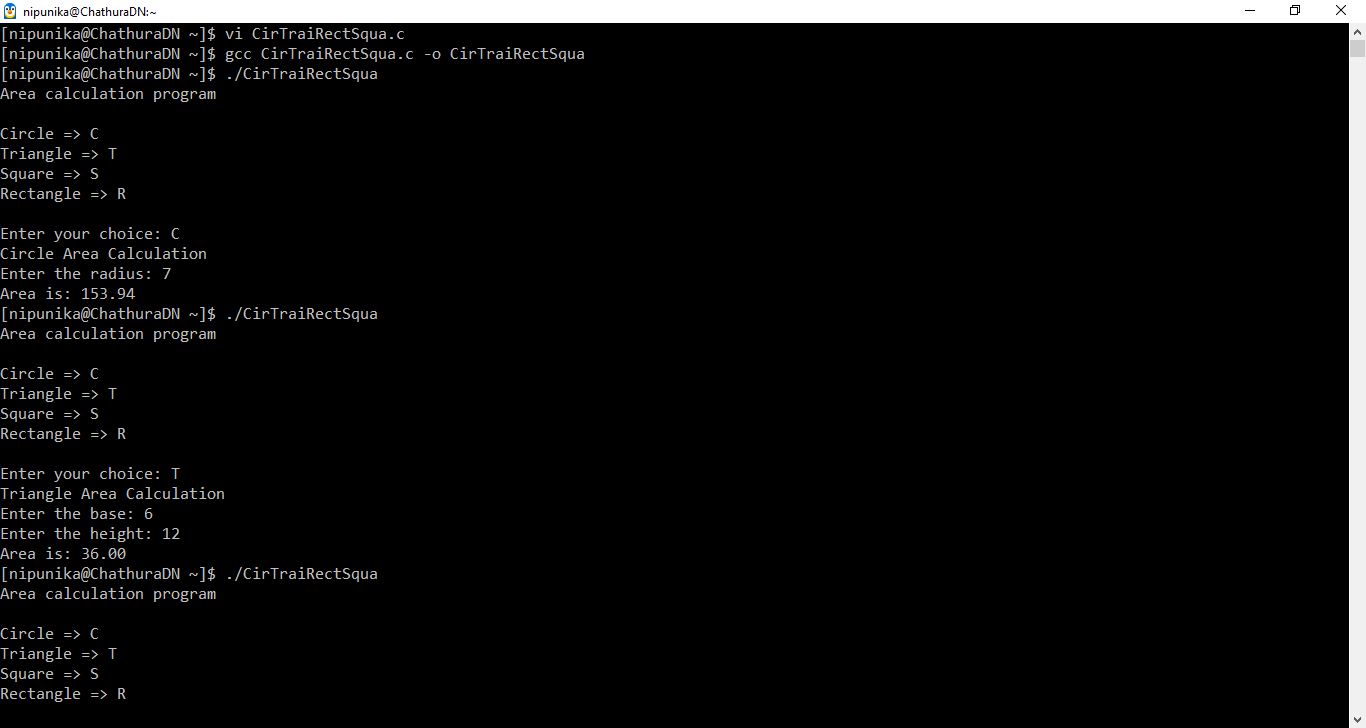 nipunika@ChathuraDN:~
[nipunika@ChathuraDN ~]$ vi CirTraiRectSqua.c
[nipunika@ChathuraDN ~]$ gcc CirTraiRectSqua.c -o CirTraiRectSqua
[nipunika@ChathuraDN ~]$ ./CirTraiRectSqua
Area calculation program

Circle => C
Triangle => T
Square => S
Rectangle => R

Enter your choice: C
Circle Area Calculation
Enter the radius: 7
Area is: 153.94
[nipunika@ChathuraDN ~]$ ./CirTraiRectSqua
Area calculation program

Circle => C
Triangle => T
Square => S
Rectangle => R

Enter your choice: T
Triangle Area Calculation
Enter the base: 6
Enter the height: 12
Area is: 36.00
[nipunika@ChathuraDN ~]$ ./CirTraiRectSqua
Area calculation program

Circle => C
Triangle => T
Square => S
Rectangle => R